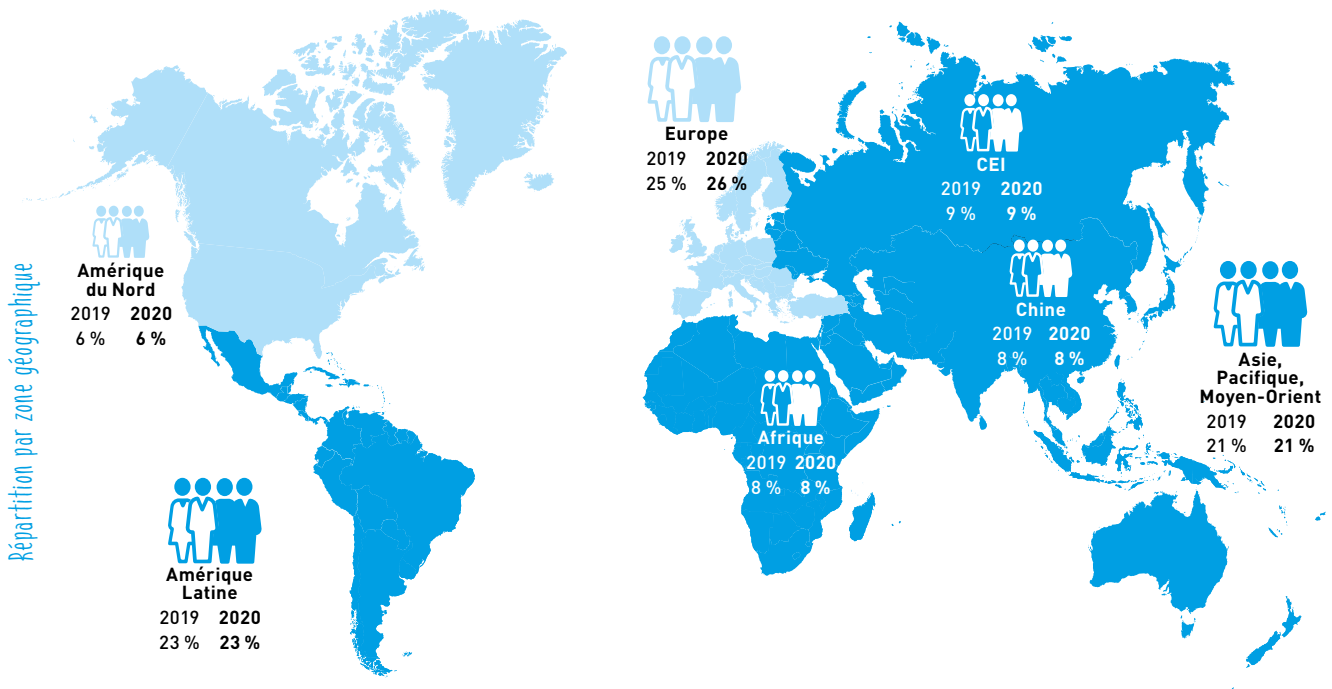 Répartition par zone géographique
Amérique
du Nord
2019 2020
6 % 6 %
Amérique
Latine
2019 2020
23 % 23 %
Europe
2019 2020
25 % 26 %
Afrique
2019 2020
8 % 8 %
CEI
2019 2020
9 % 9 %
Chine
2019 2020
8 % 8 %
Asie,
Pacifique,
Moyen-Orient
2019 2020
21 % 21 %